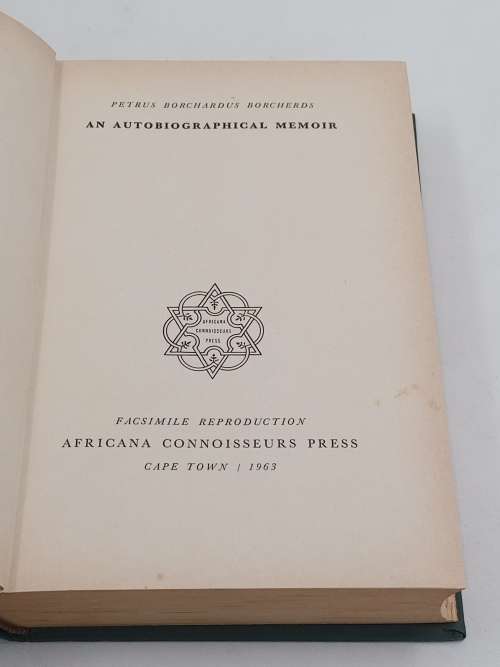 PETRUS BORCHARDUS BORCHERDS
AN AUTOBIOGRAPHICAL MEMOIR
AFRICANA
CONNOISSEURS
PRESS
FACSIMILE REPRODUCTION
AFRICANA CONNOISSEURS PRESS
CAPE TOWN | 1963